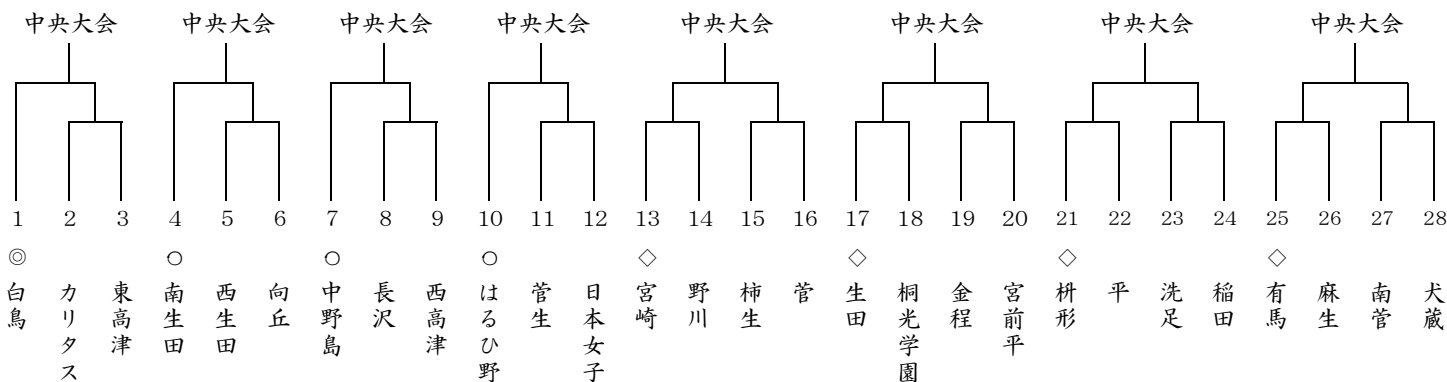 中央大会 中央大会 中央大会 中央大会 中央大会 中央大会 中央大会 中央大会
1 2 3 4 5 6 7 8 9 10 11 12 13 14 15 16 17 18 19 20 21 22 23 24 25 26 27 28
◎ ○ ○ ○ ◇ ◇ ◇ ◇
白鳥
カリタス
東高津
南生田
西生田
向丘
中野島
長沢
西高津
はるひ野
菅生
日本女子
宮崎
野川
柿生
菅
生田
桐光学園
金程
宮前平
枡形
平
洗足
稲田
有馬
麻生
南菅
犬蔵